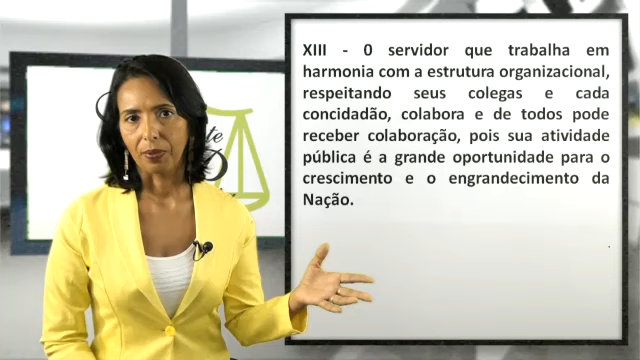 XIII - 0 servidor que trabalha em
harmonia com a estrutura organizacional,
respeitando seus colegas e cada
concidadão, colabora e de todos pode
receber colaboração, pois sua atividade
pública é a grande oportunidade para o
crescimento e o engrandecimento da
Nação.